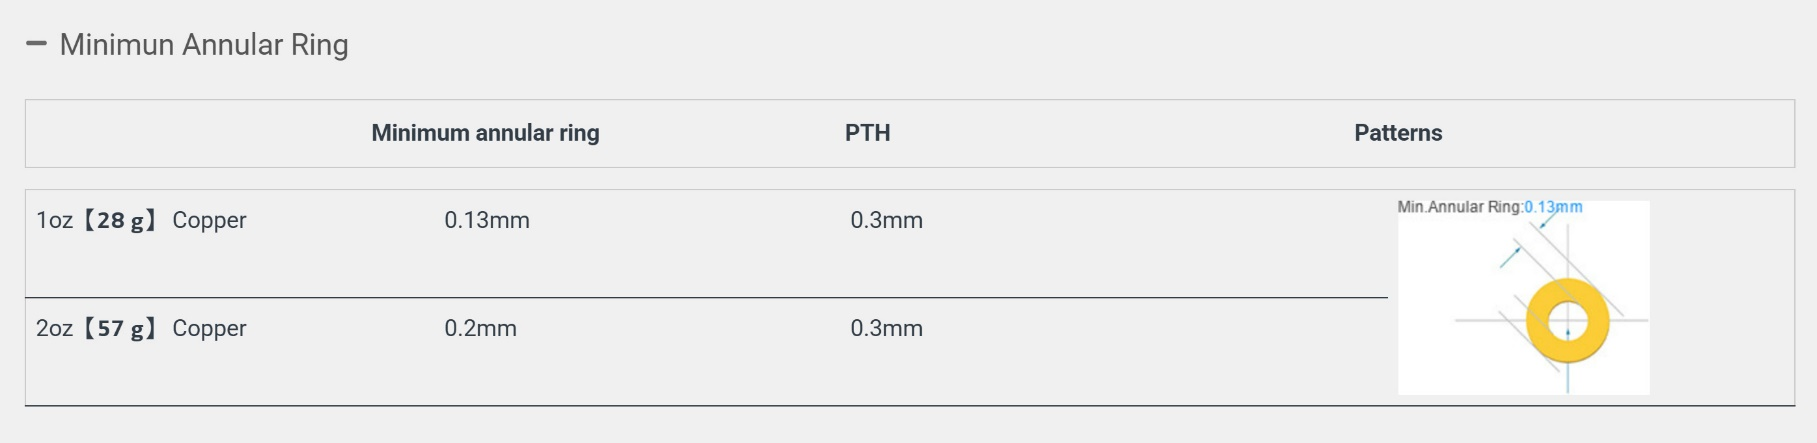 − Minimun Annular Ring
Minimum annular ring PTH Patterns
1oz【28 g】 Copper 0.13mm 0.3mm
Min.Annular Ring:0.13mm
2oz【57 g】 Copper 0.2mm 0.3mm